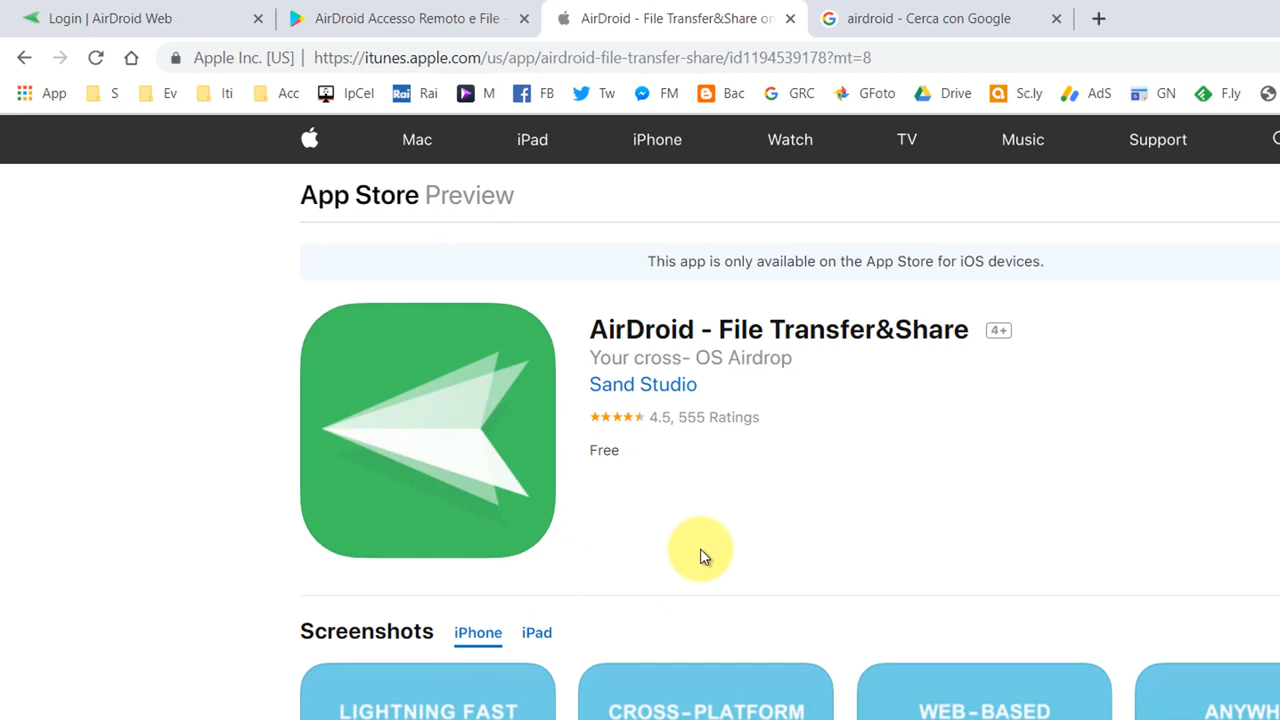 Login | AirDroid Web
AirDroid Accesso Remoto e File -
AirDroid - File Transfer&Share on
airdroid - Cerca con Google
Apple Inc. [US] | https://itunes.apple.com/us/app/airdroid-file-transfer-share/id1194539178?mt=8
App S Ev Iti Acc IpCel Rai Rai M FB Tw FM Bac GRC GFoto Drive Sc.ly AdS GN F.ly
Mac iPad iPhone Watch TV Music Support
App Store Preview
This app is only available on the App Store for iOS devices.
AirDroid - File Transfer&Share 4+
Your cross- OS Airdrop
Sand Studio
4.5, 555 Ratings
Free
Screenshots iPhone iPad
LIGHTNING FAST CROSS-PLATFORM WEB-BASED